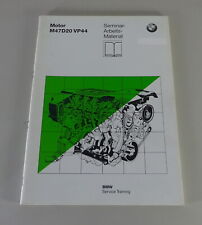 Motor
M47D20 VP44
Seminar
Arbeits-
Material
BMW
Service Training